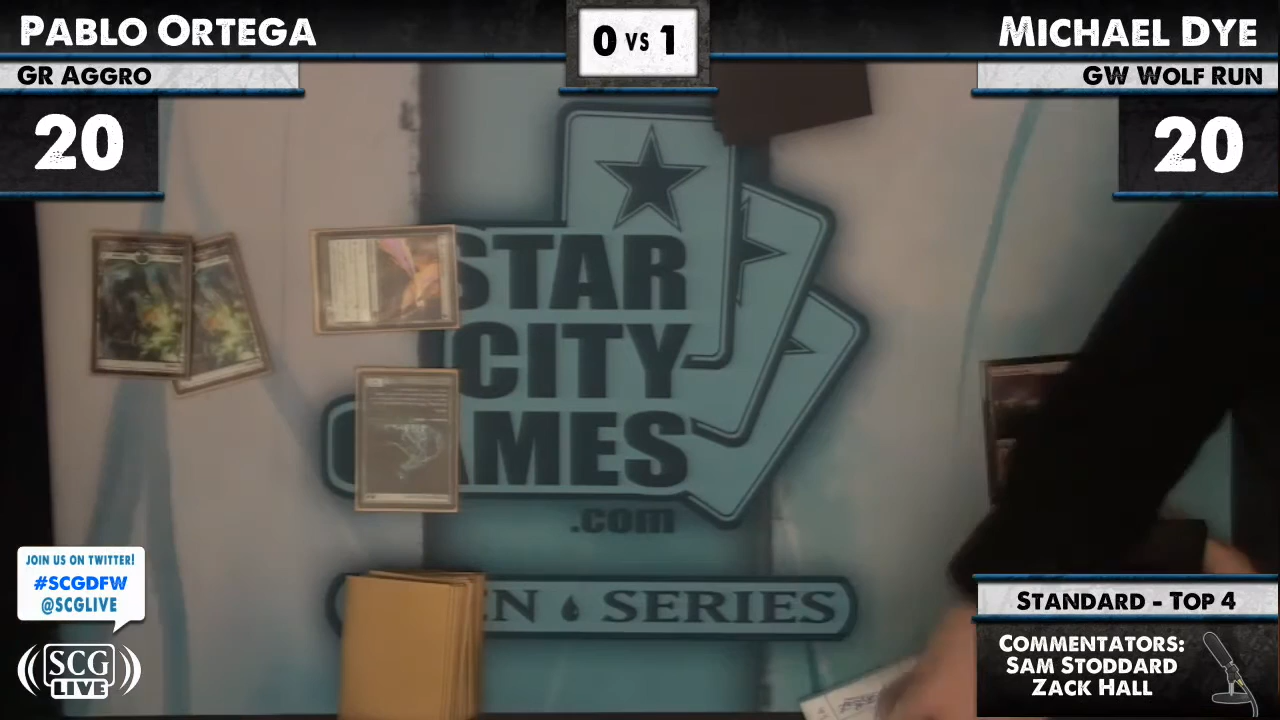 PABLO ORTEGA
0 VS 1
MICHAEL DYE
GR AGGRO
GW WOLF RUN
20
20
STAR
CITY
GAMES
.com
SERIES
JOIN US ON TWITTER!
#SCGDFW
@SCGLIVE
SCG
LIVE
STANDARD - TOP 4
COMMENTATORS:
SAM STODDARD
ZACK HALL